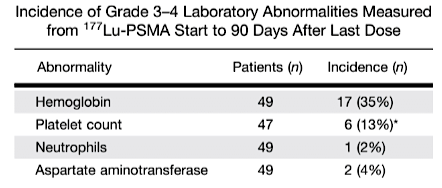 Incidence of Grade 3–4 Laboratory Abnormalities Measured
from ¹⁷⁷Lu-PSMA Start to 90 Days After Last Dose
Abnormality Patients (n) Incidence (n)
Hemoglobin 49 17 (35%)
Platelet count 47 6 (13%)*
Neutrophils 49 1 (2%)
Aspartate aminotransferase 49 2 (4%)